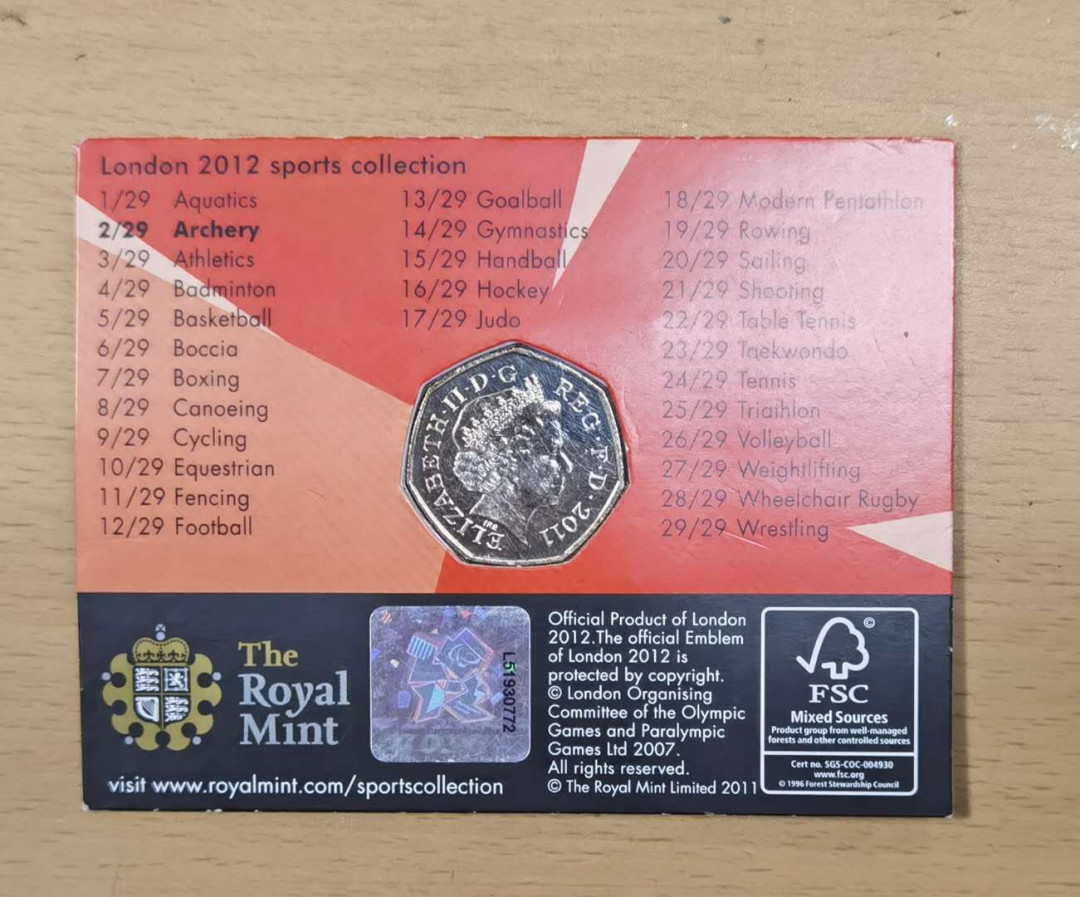 London 2012 sports collection
1/29 Aquatics
2/29 Archery
3/29 Athletics
4/29 Badminton
5/29 Basketball
6/29 Boccia
7/29 Boxing
8/29 Canoeing
9/29 Cycling
10/29 Equestrian
11/29 Fencing
12/29 Football
13/29 Goalball
14/29 Gymnastics
15/29 Handball
16/29 Hockey
17/29 Judo
18/29 Modern Pentathlon
19/29 Rowing
20/29 Sailing
21/29 Shooting
22/29 Table Tennis
23/29 Taekwondo
24/29 Tennis
25/29 Triathlon
26/29 Volleyball
27/29 Weightlifting
28/29 Wheelchair Rugby
29/29 Wrestling
ELIZABETH·II·D·G REG·F·D·2011
IRB
The
Royal
Mint
visit www.royalmint.com/sportscollection
L51930772
Official Product of London
2012.The official Emblem
of London 2012 is
protected by copyright.
© London Organising
Committee of the Olympic
Games and Paralympic
Games Ltd 2007.
All rights reserved.
© The Royal Mint Limited 2011
©
FSC
Mixed Sources
Product group from well-managed
forests and other controlled sources
Cert no. SGS-COC-004930
www.fsc.org
© 1996 Forest Stewardship Council